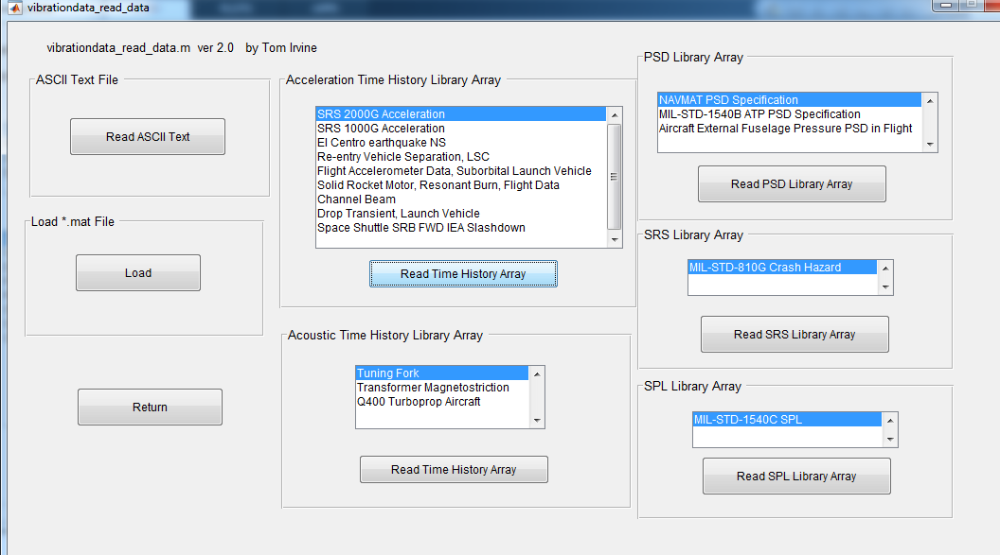 vibrationdata_read_data
vibrationdata_read_data.m ver 2.0 by Tom Irvine
ASCII Text File
Read ASCII Text
Load *.mat File
Load
Return
Acceleration Time History Library Array
SRS 2000G Acceleration
SRS 1000G Acceleration
El Centro earthquake NS
Re-entry Vehicle Separation, LSC
Flight Accelerometer Data, Suborbital Launch Vehicle
Solid Rocket Motor, Resonant Burn, Flight Data
Channel Beam
Drop Transient, Launch Vehicle
Space Shuttle SRB FWD IEA Slashdown
Read Time History Array
Acoustic Time History Library Array
Tuning Fork
Transformer Magnetostriction
Q400 Turboprop Aircraft
Read Time History Array
PSD Library Array
NAVMAT PSD Specification
MIL-STD-1540B ATP PSD Specification
Aircraft External Fuselage Pressure PSD in Flight
Read PSD Library Array
SRS Library Array
MIL-STD-810G Crash Hazard
Read SRS Library Array
SPL Library Array
MIL-STD-1540C SPL
Read SPL Library Array